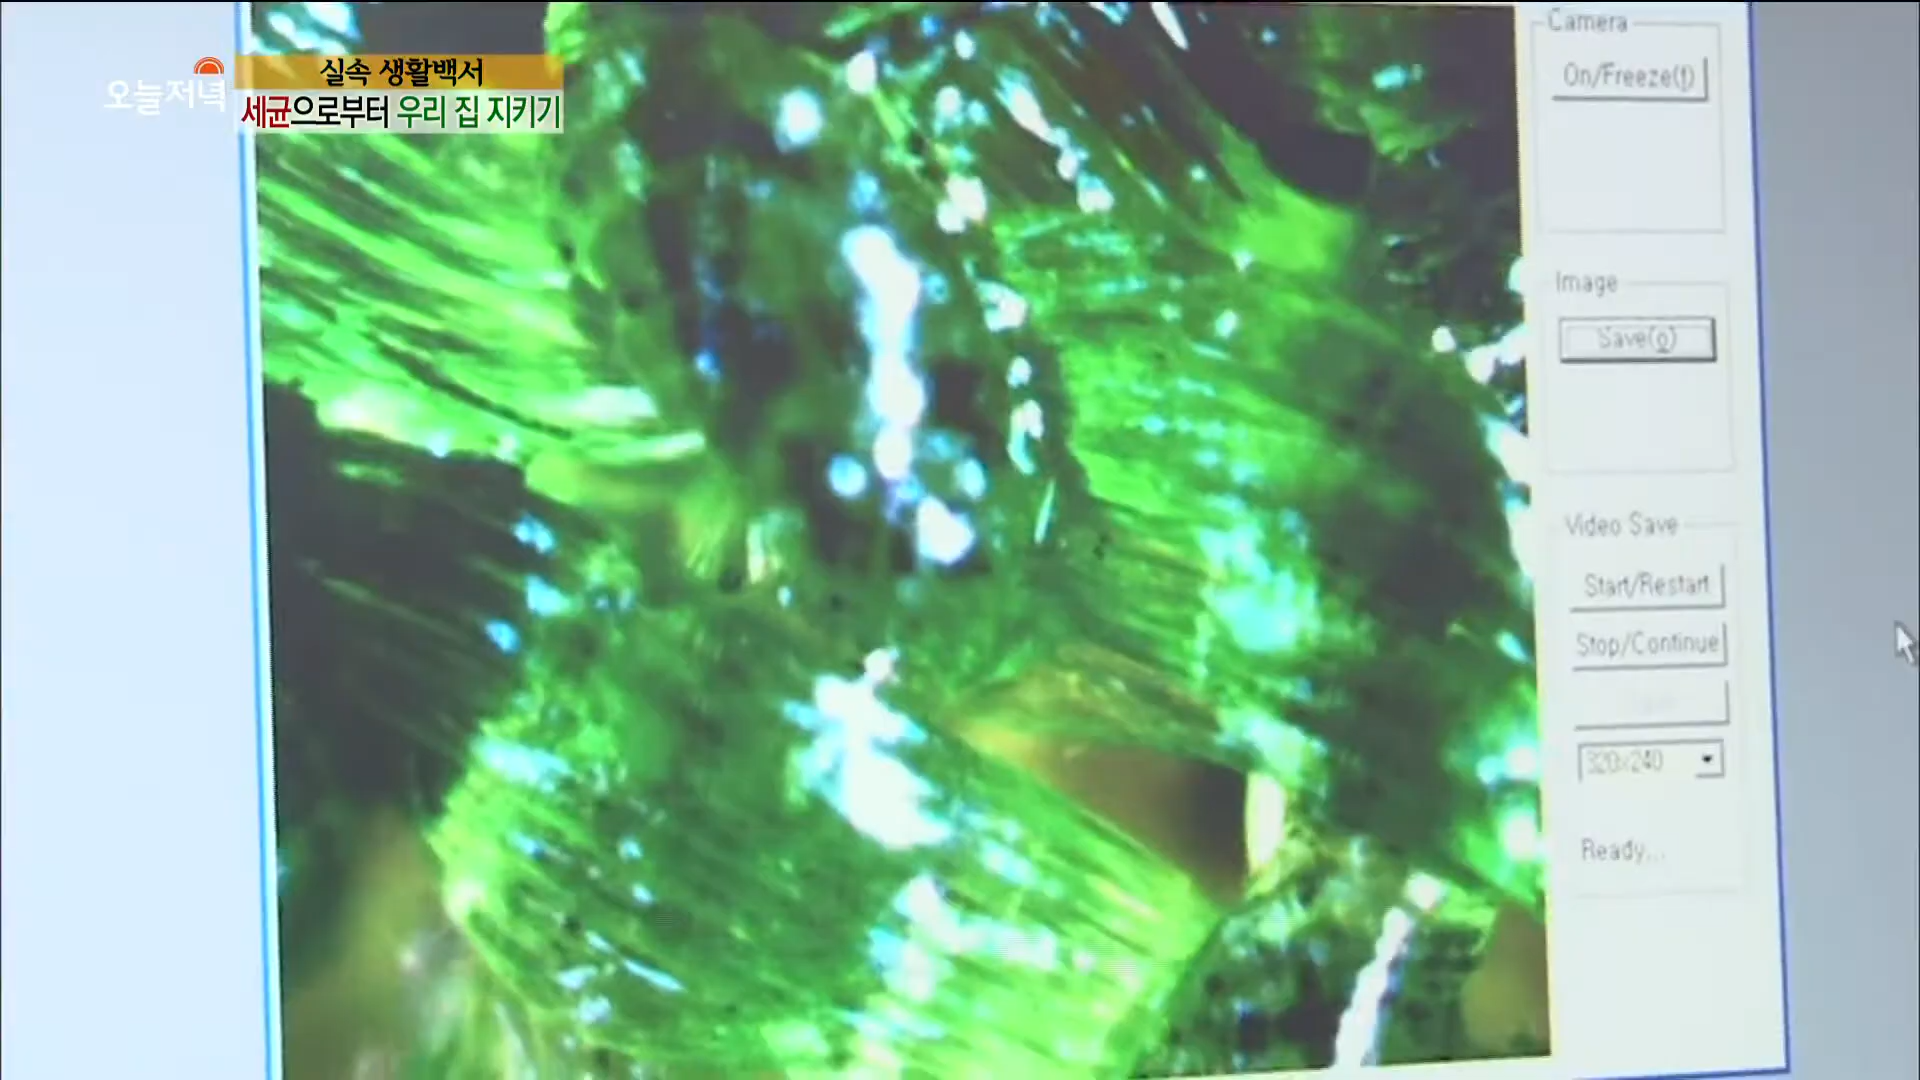 오늘저녁
실속 생활백서
세균으로부터 우리 집 지키기
Camera
On/Freeze(f)
Image
Save(o)
Video Save
Start/Restart
Stop/Continue
320x240
Ready...